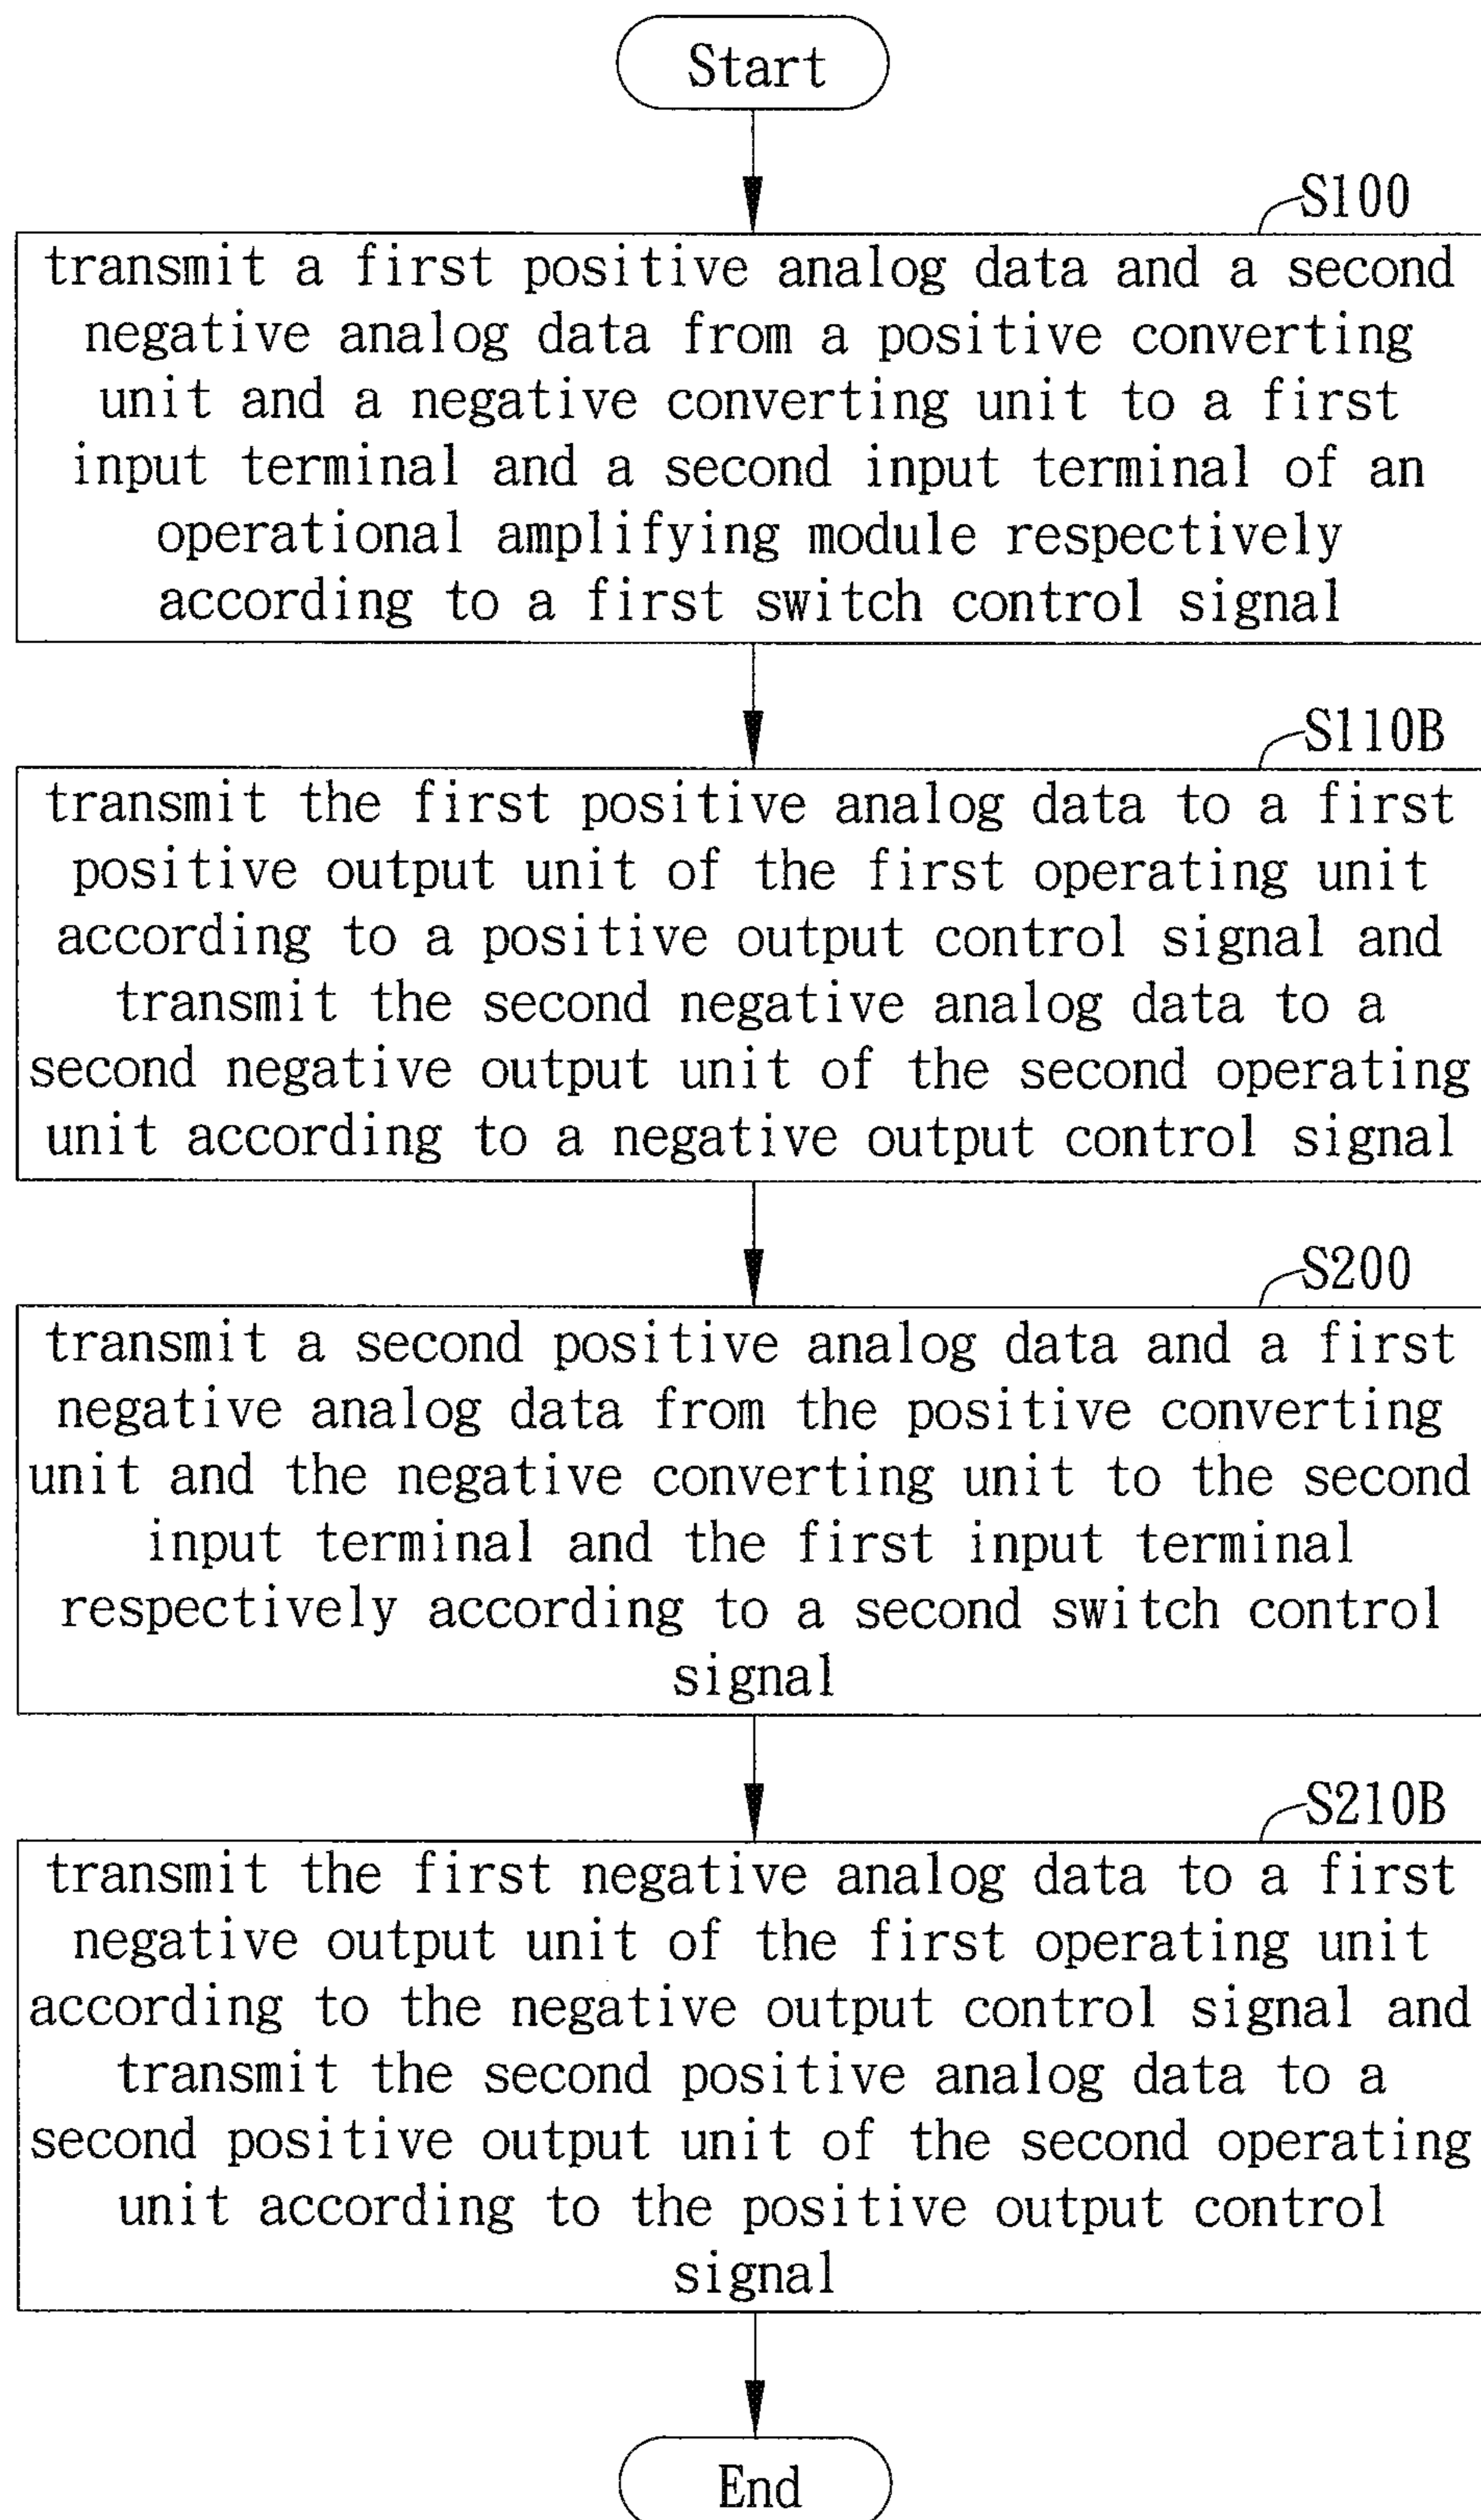 Start
S100
transmit a first positive analog data and a second
negative analog data from a positive converting
unit and a negative converting unit to a first
input terminal and a second input terminal of an
operational amplifying module respectively
according to a first switch control signal
S110B
transmit the first positive analog data to a first
positive output unit of the first operating unit
according to a positive output control signal and
transmit the second negative analog data to a
second negative output unit of the second operating
unit according to a negative output control signal
S200
transmit a second positive analog data and a first
negative analog data from the positive converting
unit and the negative converting unit to the second
input terminal and the first input terminal
respectively according to a second switch control
signal
S210B
transmit the first negative analog data to a first
negative output unit of the first operating unit
according to the negative output control signal and
transmit the second positive analog data to a
second positive output unit of the second operating
unit according to the positive output control
signal
End